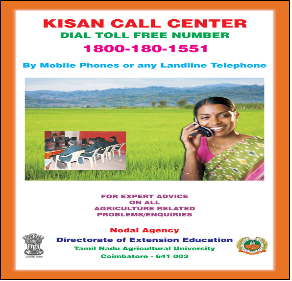 KISAN CALL CENTER
DIAL TOLL FREE NUMBER
1800-180-1551
By Mobile Phones or any Landline Telephone
FOR EXPERT ADVICE
ON ALL
AGRICULTURE RELATED
PROBLEMS/ENQUIRIES
Nodal Agency
Directorate of Extension Education
Tamil Nadu Agricultural University
Coimbatore - 641 003